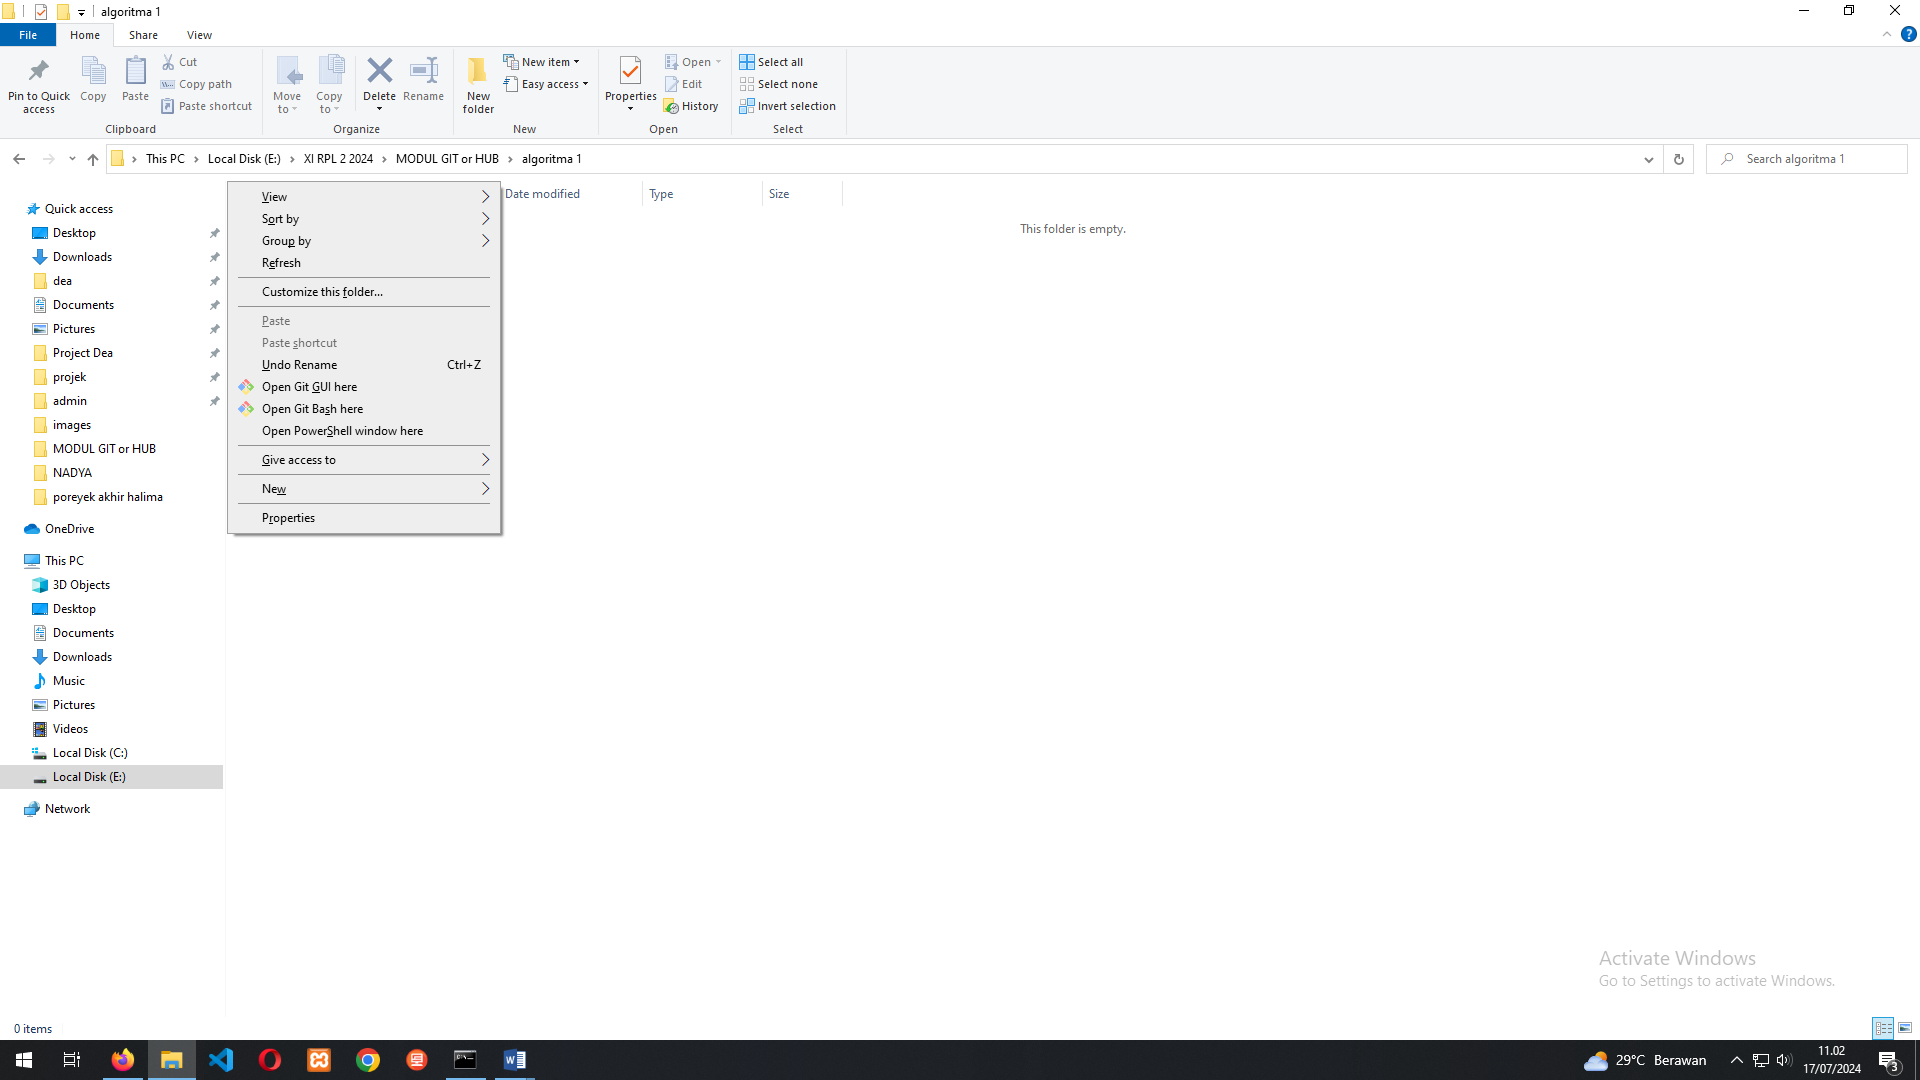 algoritma 1
File
Home
Share
View
Pin to Quick
access
Copy
Paste
Cut
Copy path
Paste shortcut
Clipboard
Move
to
Copy
to
Delete
Rename
Organize
New
folder
New item
Easy access
New
Properties
Open
Edit
History
Open
Select all
Select none
Invert selection
Select
This PC
Local Disk (E:)
XI RPL 2 2024
MODUL GIT or HUB
algoritma 1
Search algoritma 1
Quick access
Desktop
Downloads
dea
Documents
Pictures
Project Dea
projek
admin
images
MODUL GIT or HUB
NADYA
poreyek akhir halima
OneDrive
This PC
3D Objects
Desktop
Documents
Downloads
Music
Pictures
Videos
Local Disk (C:)
Local Disk (E:)
Network
View
Sort by
Group by
Refresh
Customize this folder...
Paste
Paste shortcut
Undo Rename Ctrl+Z
Open Git GUI here
Open Git Bash here
Open PowerShell window here
Give access to
New
Properties
Date modified
Type
Size
This folder is empty.
Activate Windows
Go to Settings to activate Windows.
0 items
29°C Berawan
11.02
17/07/2024
3